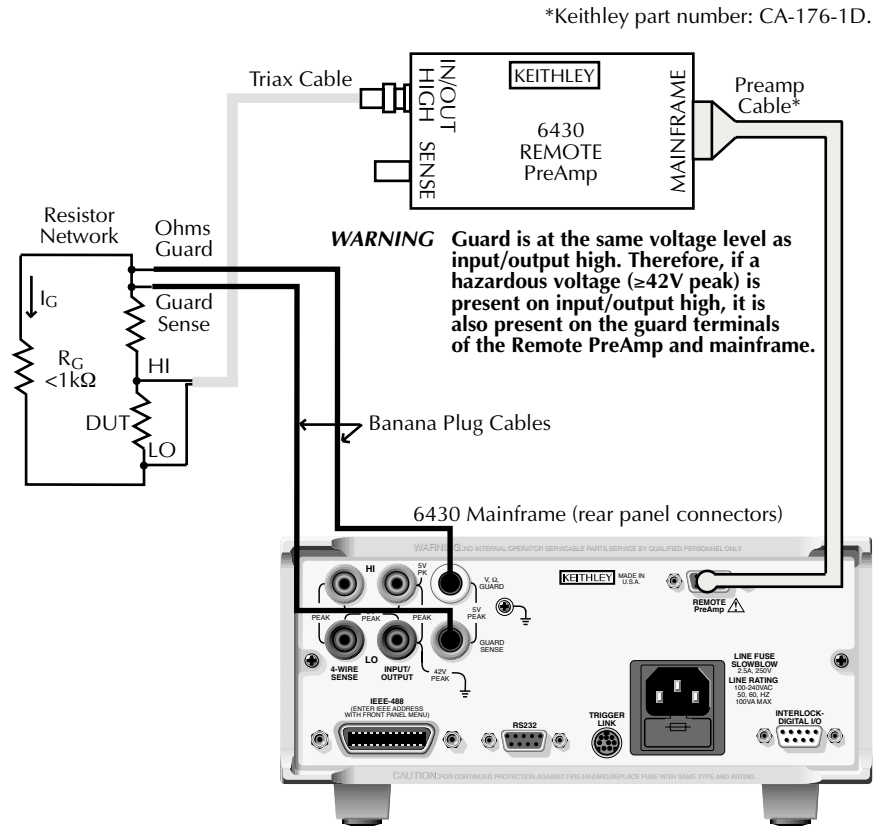 *Keithley part number: CA-176-1D.
Triax Cable
IN/OUT
HIGH
SENSE
KEITHLEY
6430
REMOTE
PreAmp
MAINFRAME
Preamp
Cable*
Resistor
Network
Ohms
Guard
Guard
Sense
IG
RG
<1kΩ
HI
DUT
LO
WARNING Guard is at the same voltage level as
input/output high. Therefore, if a
hazardous voltage (≥42V peak) is
present on input/output high, it is
also present on the guard terminals
of the Remote PreAmp and mainframe.
Banana Plug Cables
6430 Mainframe (rear panel connectors)
WARNING:NO INTERNAL OPERATOR SERVICABLE PARTS,SERVICE BY QUALIFIED PERSONNEL ONLY.
HI
5V
PK
V, Ω,
GUARD
KEITHLEY
MADE IN
U.S.A.
REMOTE
PreAmp
PEAK
PEAK
5V
PEAK
GUARD
SENSE
4-WIRE
SENSE
LO
INPUT/
OUTPUT
42V
PEAK
LINE FUSE
SLOWBLOW
2.5A, 250V
LINE RATING
100-240VAC
50, 60, HZ
100VA MAX
IEEE-488
(ENTER IEEE ADDRESS
WITH FRONT PANEL MENU)
RS232
TRIGGER
LINK
INTERLOCK-
DIGITAL I/O
CAUTION:FOR CONTINUED PROTECTION AGAINST FIRE HAZARD,REPLACE FUSE WITH SAME TYPE AND RATING.